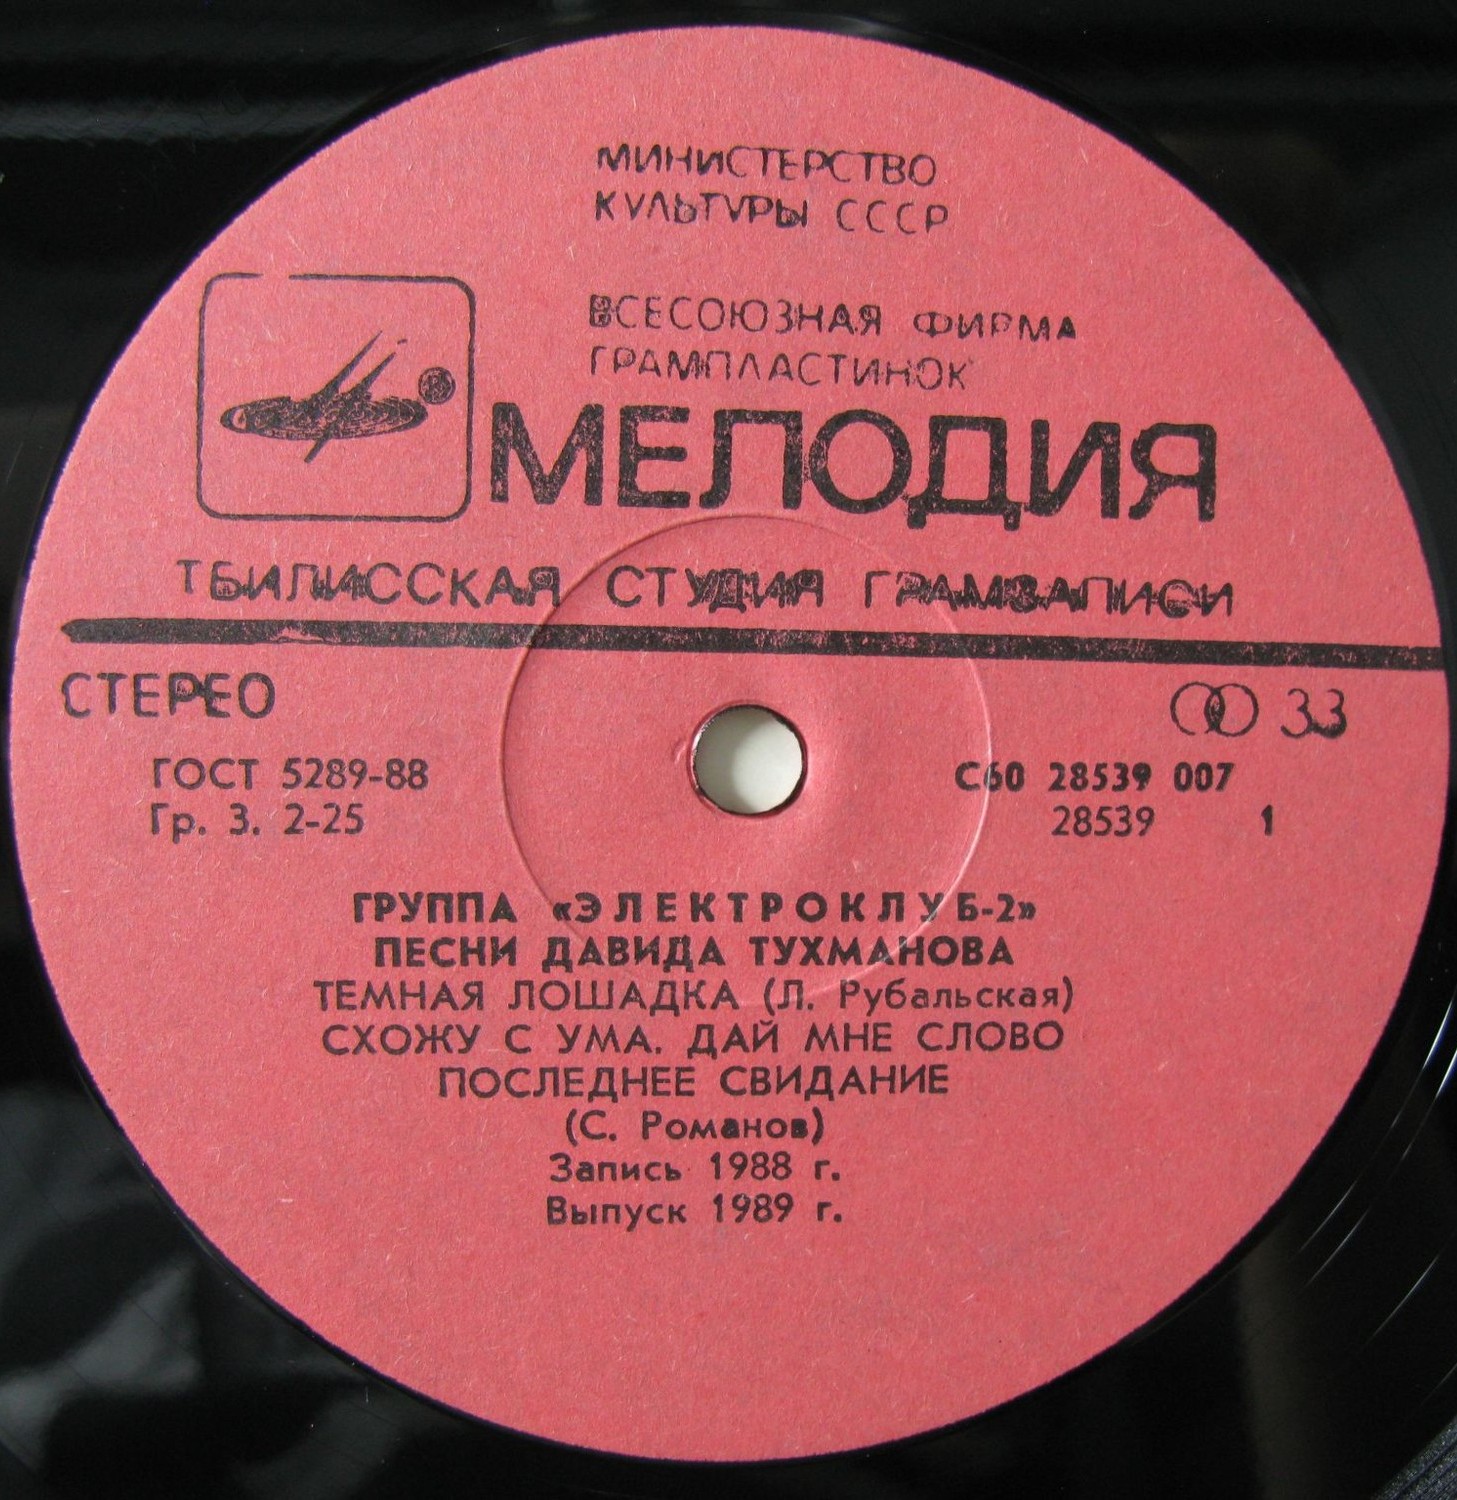 МИНИСТЕРСТВО
КУЛЬТУРЫ СССР
ВСЕСОЮЗНАЯ ФИРМА
ГРАМПЛАСТИНОК
®
МЕЛОДИЯ
ТБИЛИССКАЯ СТУДИЯ ГРАМЗАПИСИ
СТЕРЕО
33
ГОСТ 5289-88
Гр. 3. 2-25
С60 28539 007
28539 1
ГРУППА «ЭЛЕКТРОКЛУБ-2»
ПЕСНИ ДАВИДА ТУХМАНОВА
ТЕМНАЯ ЛОШАДКА (Л. Рубальская)
СХОЖУ С УМА. ДАЙ МНЕ СЛОВО
ПОСЛЕДНЕЕ СВИДАНИЕ
(С. Романов)
Запись 1988 г.
Выпуск 1989 г.